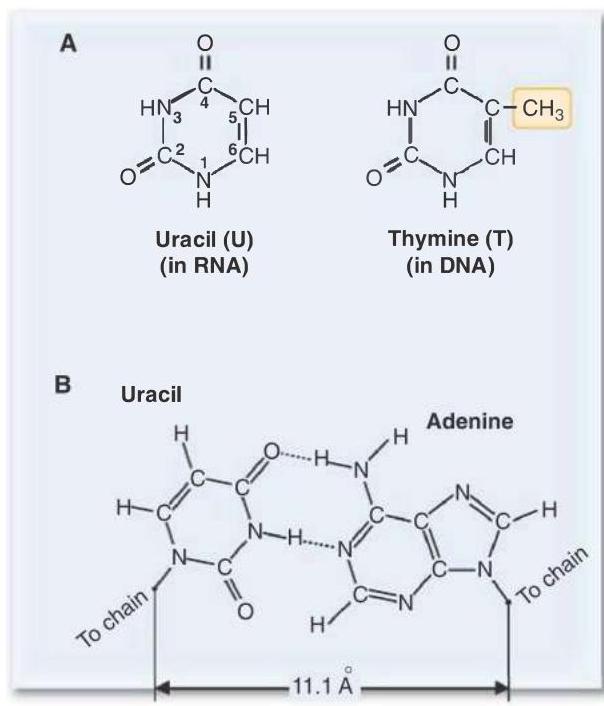 A
O
4
HN 3
5 CH
2
1
6 CH
O
N
H
Uracil (U)
(in RNA)
O
C
HN
C
CH₃
C
CH
O
N
H
Thymine (T)
(in DNA)
B
Uracil
Adenine
H
H
O
H
N
C
C
H
C
N
H
N
C
C
N
C
H
N
C
C
N
O
H
C
N
To chain
To chain
11.1 Å